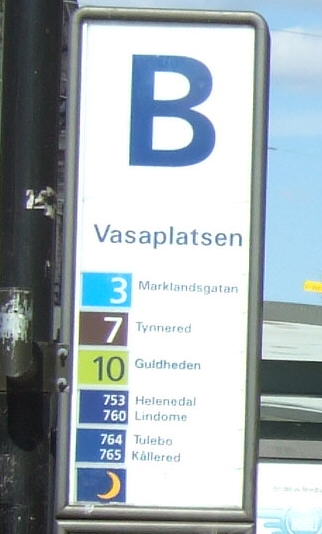 B
Vasaplatsen
3 Marklandsgatan
7 Tynnered
10 Guldheden
753 Helenedal
760 Lindome
764 Tulebo
765 Kållered